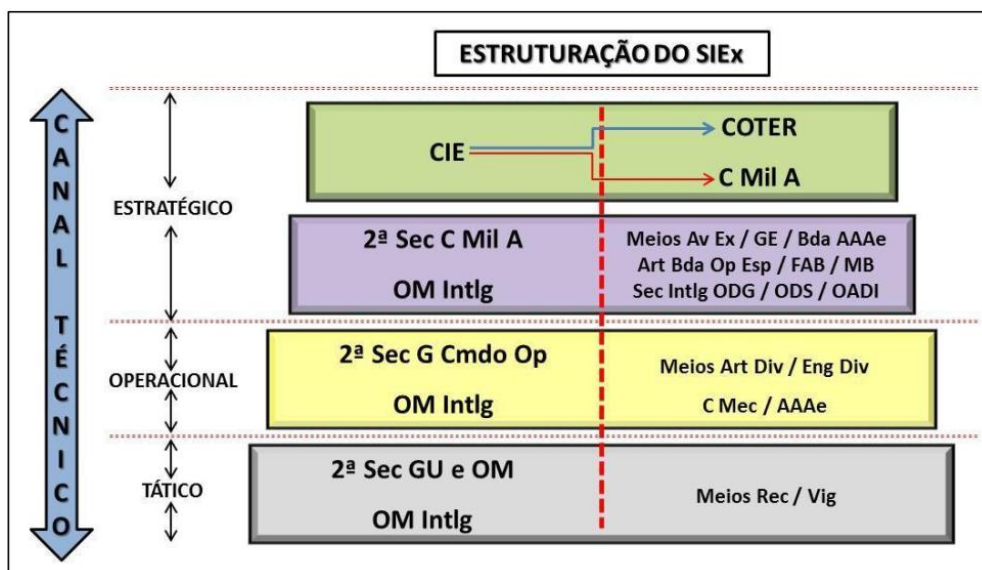 ESTRUTURAÇÃO DO SIEx
CANAL TÉCNICO
ESTRATÉGICO
CIE
COTER
C Mil A
2ª Sec C Mil A
OM Intlg
Meios Av Ex / GE / Bda AAAe
Art Bda Op Esp / FAB / MB
Sec Intlg ODG / ODS / OADI
OPERACIONAL
2ª Sec G Cmdo Op
OM Intlg
Meios Art Div / Eng Div
C Mec / AAAe
TÁTICO
2ª Sec GU e OM
OM Intlg
Meios Rec / Vig